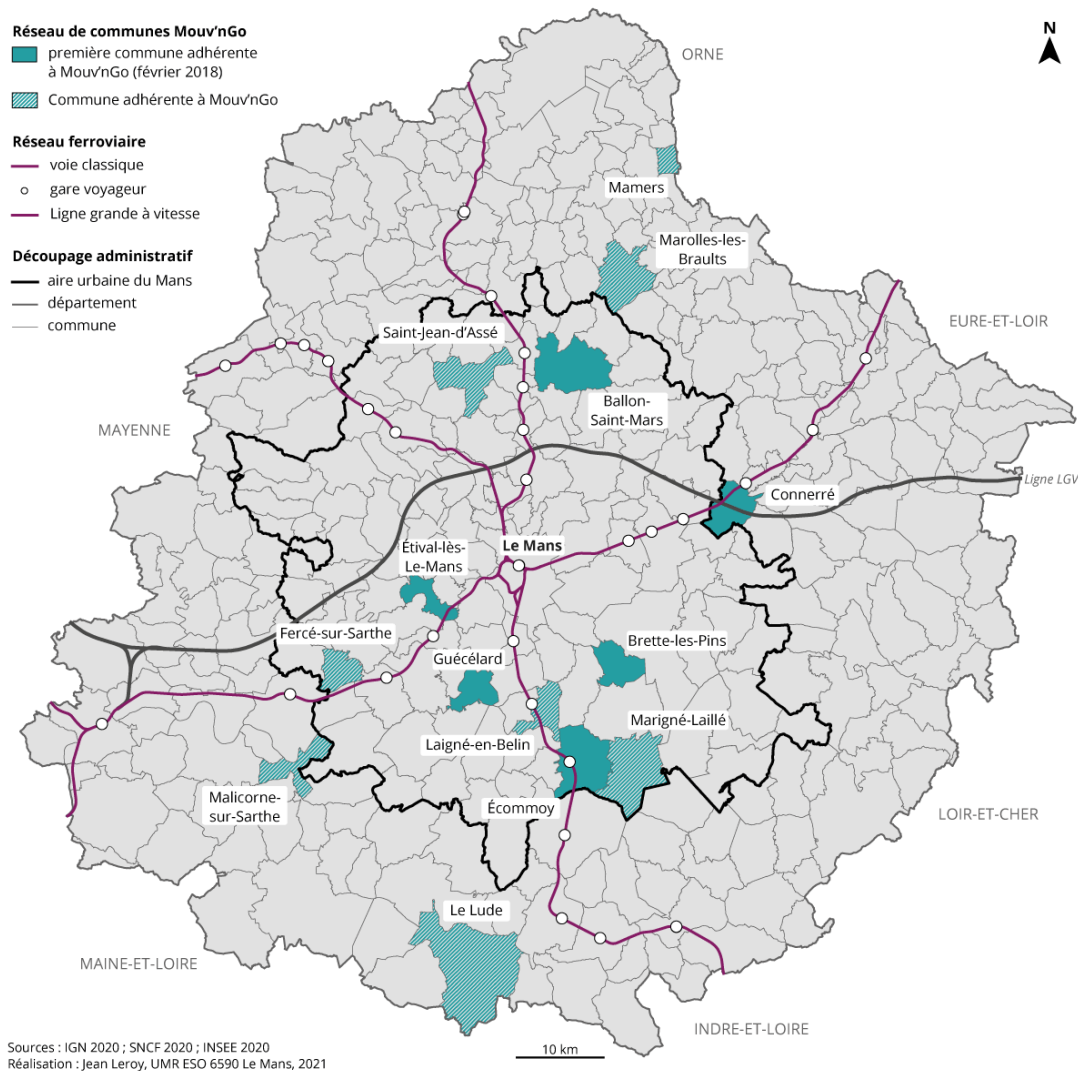 Réseau de communes Mouv'nGo
première commune adhérente
à Mouv'nGo (février 2018)
Commune adhérente à Mouv'nGo
Réseau ferroviaire
voie classique
gare voyageur
Ligne grande à vitesse
Découpage administratif
aire urbaine du Mans
département
commune
N
ORNE
Mamers
Marolles-les-
Braults
EURE-ET-LOIR
Saint-Jean-d'Assé
Ballon-
Saint-Mars
MAYENNE
Ligne LGV
Connerré
Étival-lès-
Le-Mans
Le Mans
Fercé-sur-Sarthe
Brette-les-Pins
Guécélard
Marigné-Laillé
Laigné-en-Belin
Malicorne-
sur-Sarthe
Écommoy
LOIR-ET-CHER
Le Lude
MAINE-ET-LOIRE
INDRE-ET-LOIRE
10 km
Sources : IGN 2020 ; SNCF 2020 ; INSEE 2020
Réalisation : Jean Leroy, UMR ESO 6590 Le Mans, 2021